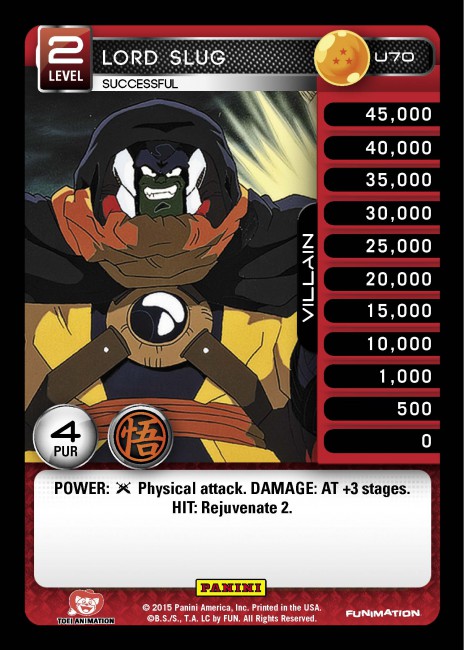 2
LEVEL
LORD SLUG
U70
SUCCESSFUL
45,000
40,000
35,000
30,000
25,000
20,000
15,000
10,000
1,000
500
0
VILLAIN
4
PUR
悟
POWER: Physical attack. DAMAGE: AT +3 stages.
HIT: Rejuvenate 2.
PANINI
TOEI ANIMATION
© 2015 Panini America, Inc. Printed in the USA.
©B.S./S., T.A. LC by FUN. All Rights Reserved.
FUNIMATION